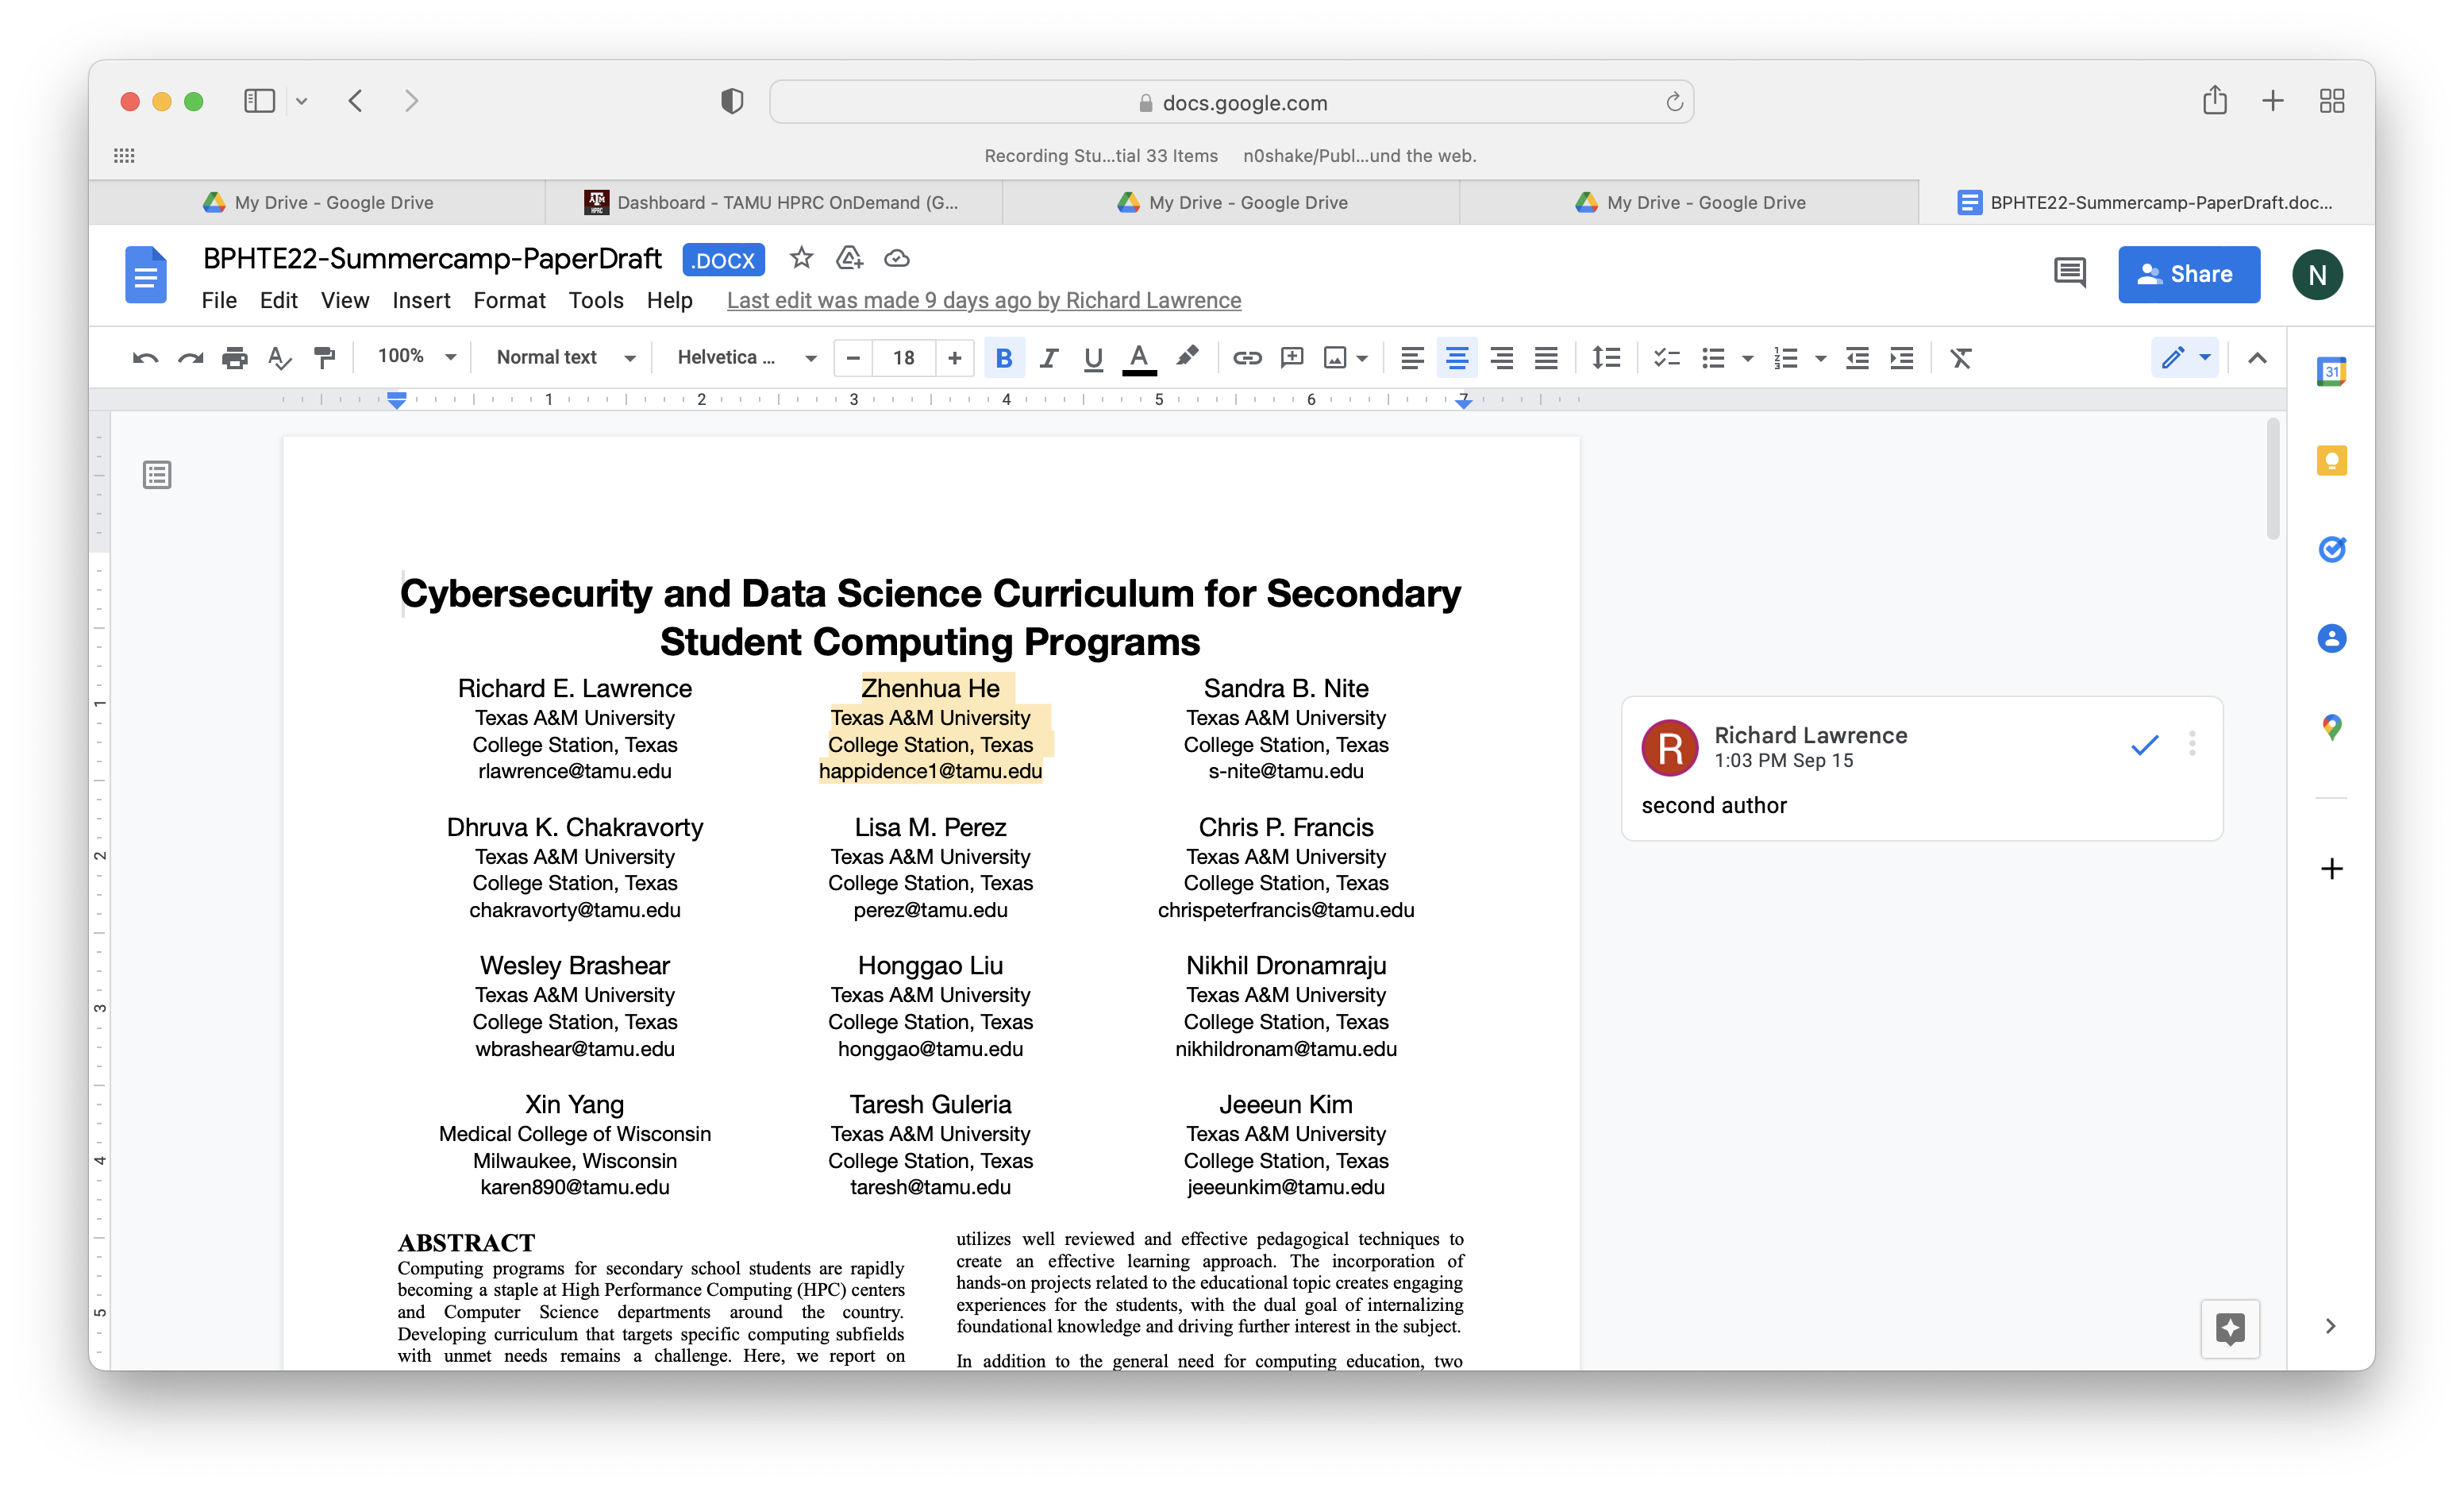 docs.google.com
Recording Stu...tial 33 Items n0shake/Publ...und the web.
My Drive - Google Drive
Dashboard - TAMU HPRC OnDemand (G...
My Drive - Google Drive
My Drive - Google Drive
BPHTE22-Summercamp-PaperDraft.doc...
BPHTE22-Summercamp-PaperDraft .DOCX
Share
N
File Edit View Insert Format Tools Help Last edit was made 9 days ago by Richard Lawrence
100% Normal text Helvetica ... 18 B I U A
31
1 2 3 4 5 6 7
Cybersecurity and Data Science Curriculum for Secondary
Student Computing Programs
Richard E. Lawrence
Texas A&M University
College Station, Texas
rlawrence@tamu.edu
Zhenhua He
Texas A&M University
College Station, Texas
happidence1@tamu.edu
Sandra B. Nite
Texas A&M University
College Station, Texas
s-nite@tamu.edu
Dhruva K. Chakravorty
Texas A&M University
College Station, Texas
chakravorty@tamu.edu
Lisa M. Perez
Texas A&M University
College Station, Texas
perez@tamu.edu
Chris P. Francis
Texas A&M University
College Station, Texas
chrispeterfrancis@tamu.edu
Wesley Brashear
Texas A&M University
College Station, Texas
wbrashear@tamu.edu
Honggao Liu
Texas A&M University
College Station, Texas
honggao@tamu.edu
Nikhil Dronamraju
Texas A&M University
College Station, Texas
nikhildronam@tamu.edu
Xin Yang
Medical College of Wisconsin
Milwaukee, Wisconsin
karen890@tamu.edu
Taresh Guleria
Texas A&M University
College Station, Texas
taresh@tamu.edu
Jeeeun Kim
Texas A&M University
College Station, Texas
jeeeunkim@tamu.edu
ABSTRACT
Computing programs for secondary school students are rapidly
becoming a staple at High Performance Computing (HPC) centers
and Computer Science departments around the country.
Developing curriculum that targets specific computing subfields
with unmet needs remains a challenge. Here, we report on
utilizes well reviewed and effective pedagogical techniques to
create an effective learning approach. The incorporation of
hands-on projects related to the educational topic creates engaging
experiences for the students, with the dual goal of internalizing
foundational knowledge and driving further interest in the subject.
In addition to the general need for computing education, two
R
Richard Lawrence
1:03 PM Sep 15
second author
1
2
3
4
5